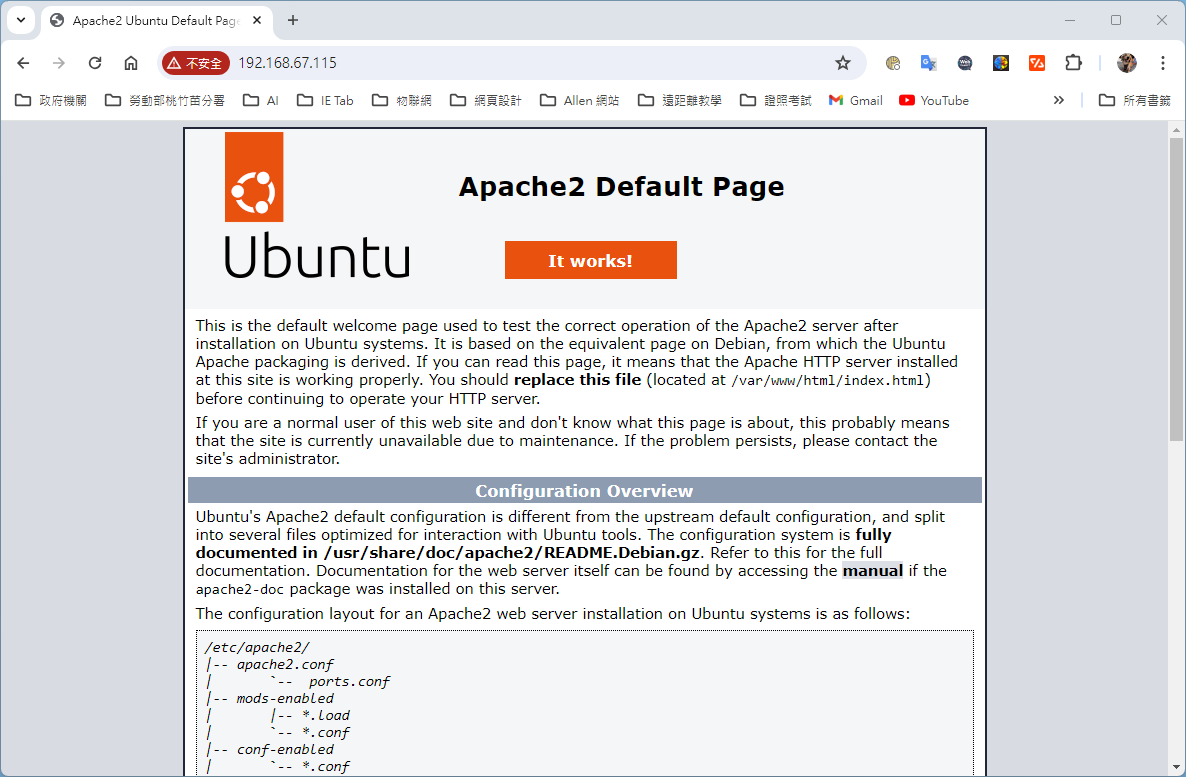 Apache2 Ubuntu Default Page
不安全 192.168.67.115
政府機關 勞動部桃竹苗分署 AI IE Tab 物聯網 網頁設計 Allen 網站 遠距離教學 證照考試 Gmail YouTube 所有書籤
Apache2 Default Page
Ubuntu
It works!
This is the default welcome page used to test the correct operation of the Apache2 server after
installation on Ubuntu systems. It is based on the equivalent page on Debian, from which the Ubuntu
Apache packaging is derived. If you can read this page, it means that the Apache HTTP server installed
at this site is working properly. You should replace this file (located at /var/www/html/index.html)
before continuing to operate your HTTP server.
If you are a normal user of this web site and don't know what this page is about, this probably means
that the site is currently unavailable due to maintenance. If the problem persists, please contact the
site's administrator.
Configuration Overview
Ubuntu's Apache2 default configuration is different from the upstream default configuration, and split
into several files optimized for interaction with Ubuntu tools. The configuration system is fully
documented in /usr/share/doc/apache2/README.Debian.gz. Refer to this for the full
documentation. Documentation for the web server itself can be found by accessing the manual if the
apache2-doc package was installed on this server.
The configuration layout for an Apache2 web server installation on Ubuntu systems is as follows:
/etc/apache2/
|-- apache2.conf
|       `--  ports.conf
|-- mods-enabled
|       |-- *.load
|       `-- *.conf
|-- conf-enabled
|       `-- *.conf